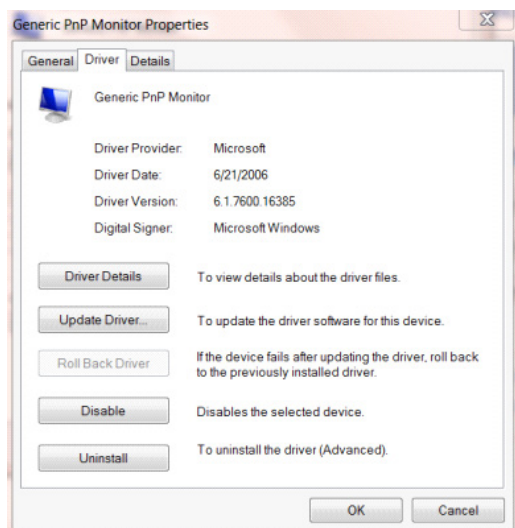 Generic PnP Monitor Properties
General Driver Details
Generic PnP Monitor
Driver Provider: Microsoft
Driver Date: 6/21/2006
Driver Version: 6.1.7600.16385
Digital Signer: Microsoft Windows
Driver Details To view details about the driver files.
Update Driver... To update the driver software for this device.
Roll Back Driver If the device fails after updating the driver, roll back
to the previously installed driver.
Disable Disables the selected device.
Uninstall To uninstall the driver (Advanced).
OK Cancel